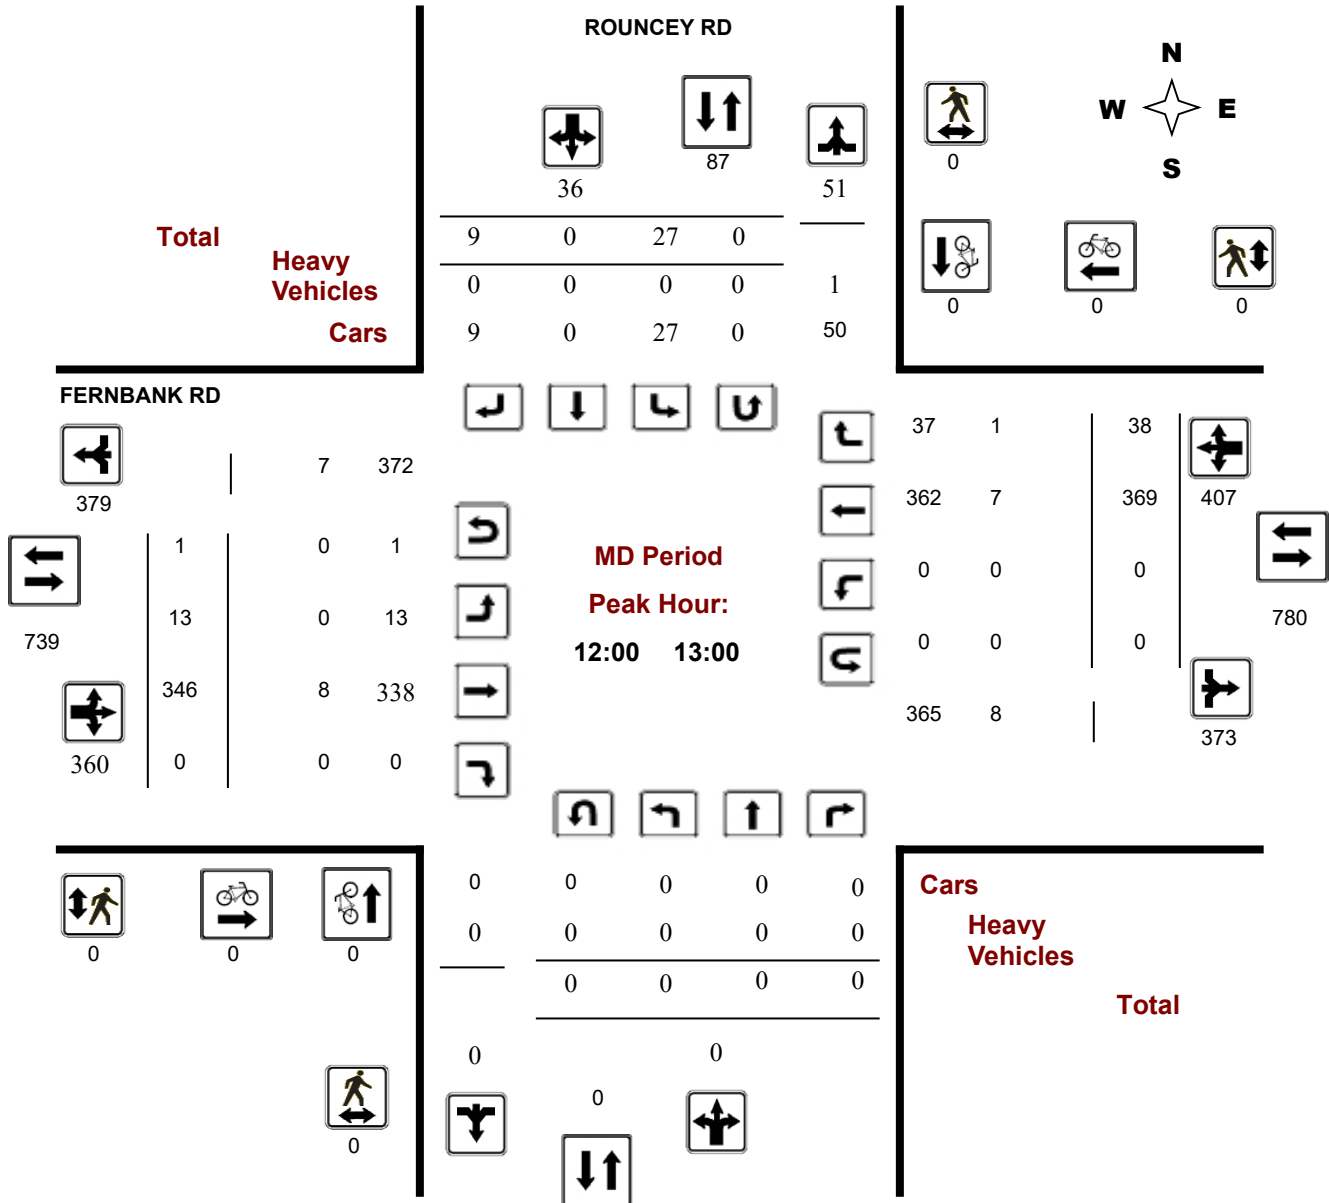 ROUNCEY RD
N
W E
S
87
0
36 51
Total 9 0 27 0
Heavy
Vehicles 0 0 0 0 1
Cars 9 0 27 0 50
0 0 0
FERNBANK RD
379
7 372
1 0 1
13 0 13
739
346 8 338
360 0 0 0
MD Period
Peak Hour:
12:00 13:00
37 1 38
362 7 369 407
0 0 0
780
0 0 0
365 8
373
0 0 0
0 0 0 0 0
0 0 0 0 0
0 0 0 0
0 0
0
0
Cars
Heavy
Vehicles
Total